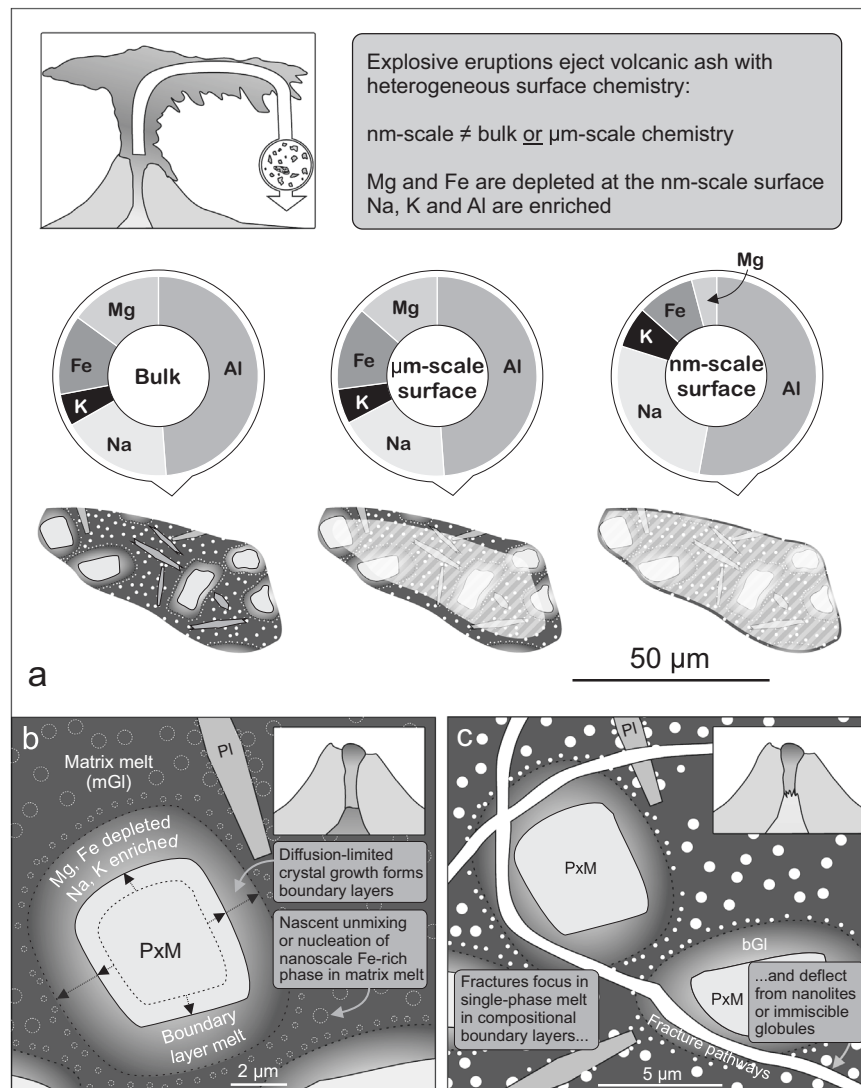 Explosive eruptions eject volcanic ash with
heterogeneous surface chemistry:
nm-scale ≠ bulk or µm-scale chemistry
Mg and Fe are depleted at the nm-scale surface
Na, K and Al are enriched
Mg
Fe
K
Na
Al
Bulk
Mg
Fe
K
Na
Al
µm-scale
surface
Mg
Fe
K
Na
Al
nm-scale
surface
50 µm
a
b
Matrix melt
(mGl)
Pl
Mg, Fe depleted
Na, K enriched
PxM
Boundary
layer melt
Diffusion-limited
crystal growth forms
boundary layers
Nascent unmixing
or nucleation of
nanoscale Fe-rich
phase in matrix melt
2 µm
c
Pl
PxM
bGl
PxM
Fractures focus in
single-phase melt
in compositional
boundary layers...
...and deflect
from nanolites
or immiscible
globules
Fracture pathways
5 µm